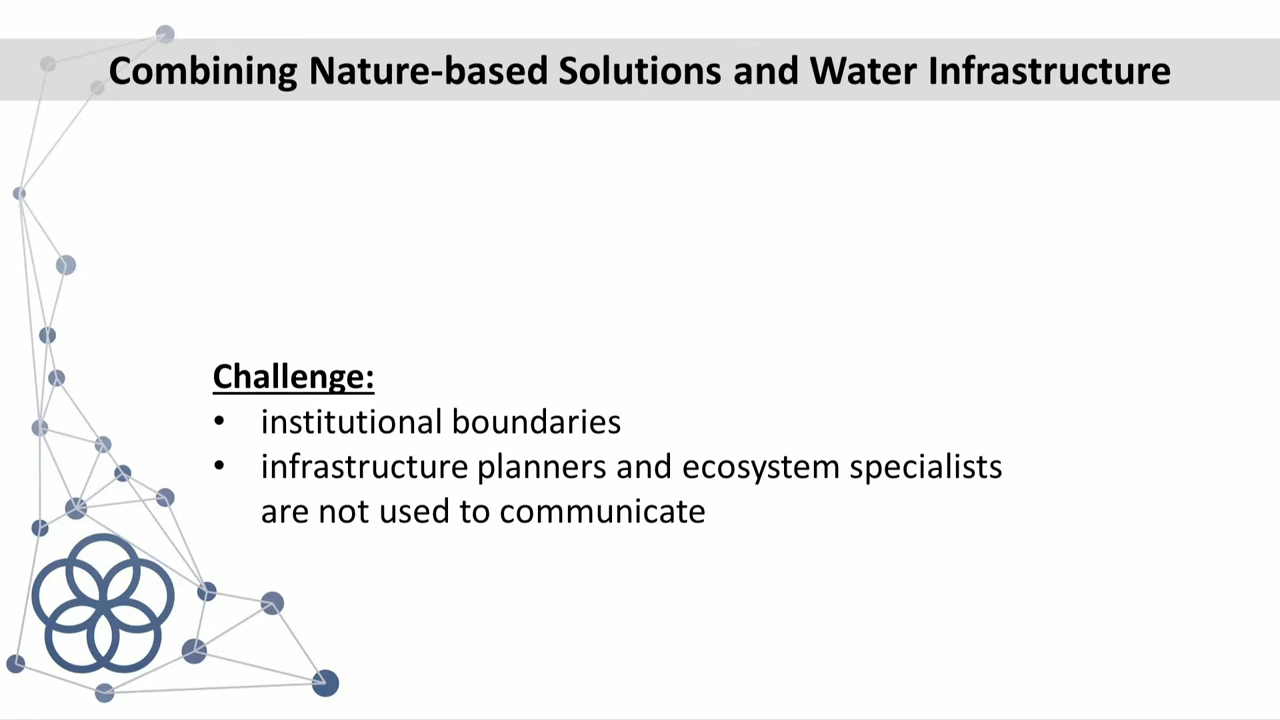 Combining Nature-based Solutions and Water Infrastructure
Challenge:
• institutional boundaries
• infrastructure planners and ecosystem specialists
are not used to communicate